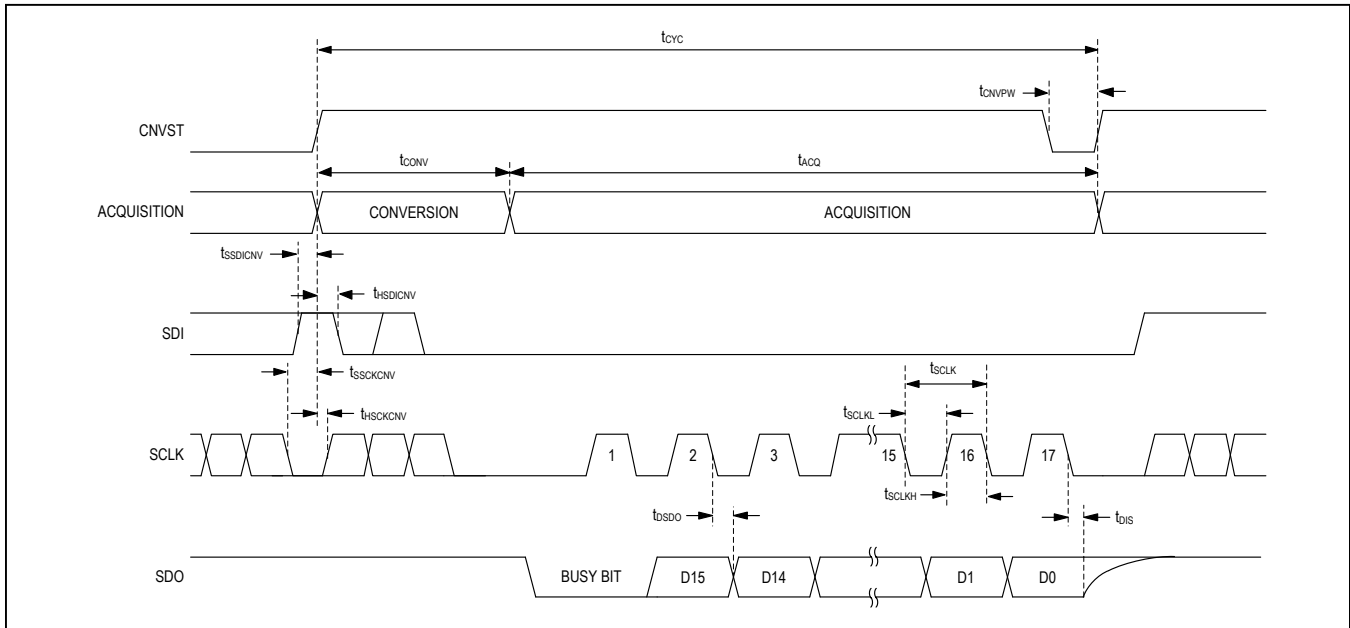 tCYC
tCNVPW
CNVST
tCONV
tACQ
ACQUISITION
CONVERSION
ACQUISITION
tSSDICNV
tHSDICNV
SDI
tSSCKCNV
tSCLK
tHSCKCNV
tSCLKL
SCLK
1
2
3
15
16
17
tSCLKH
tDSDO
tDIS
SDO
BUSY BIT
D15
D14
D1
D0